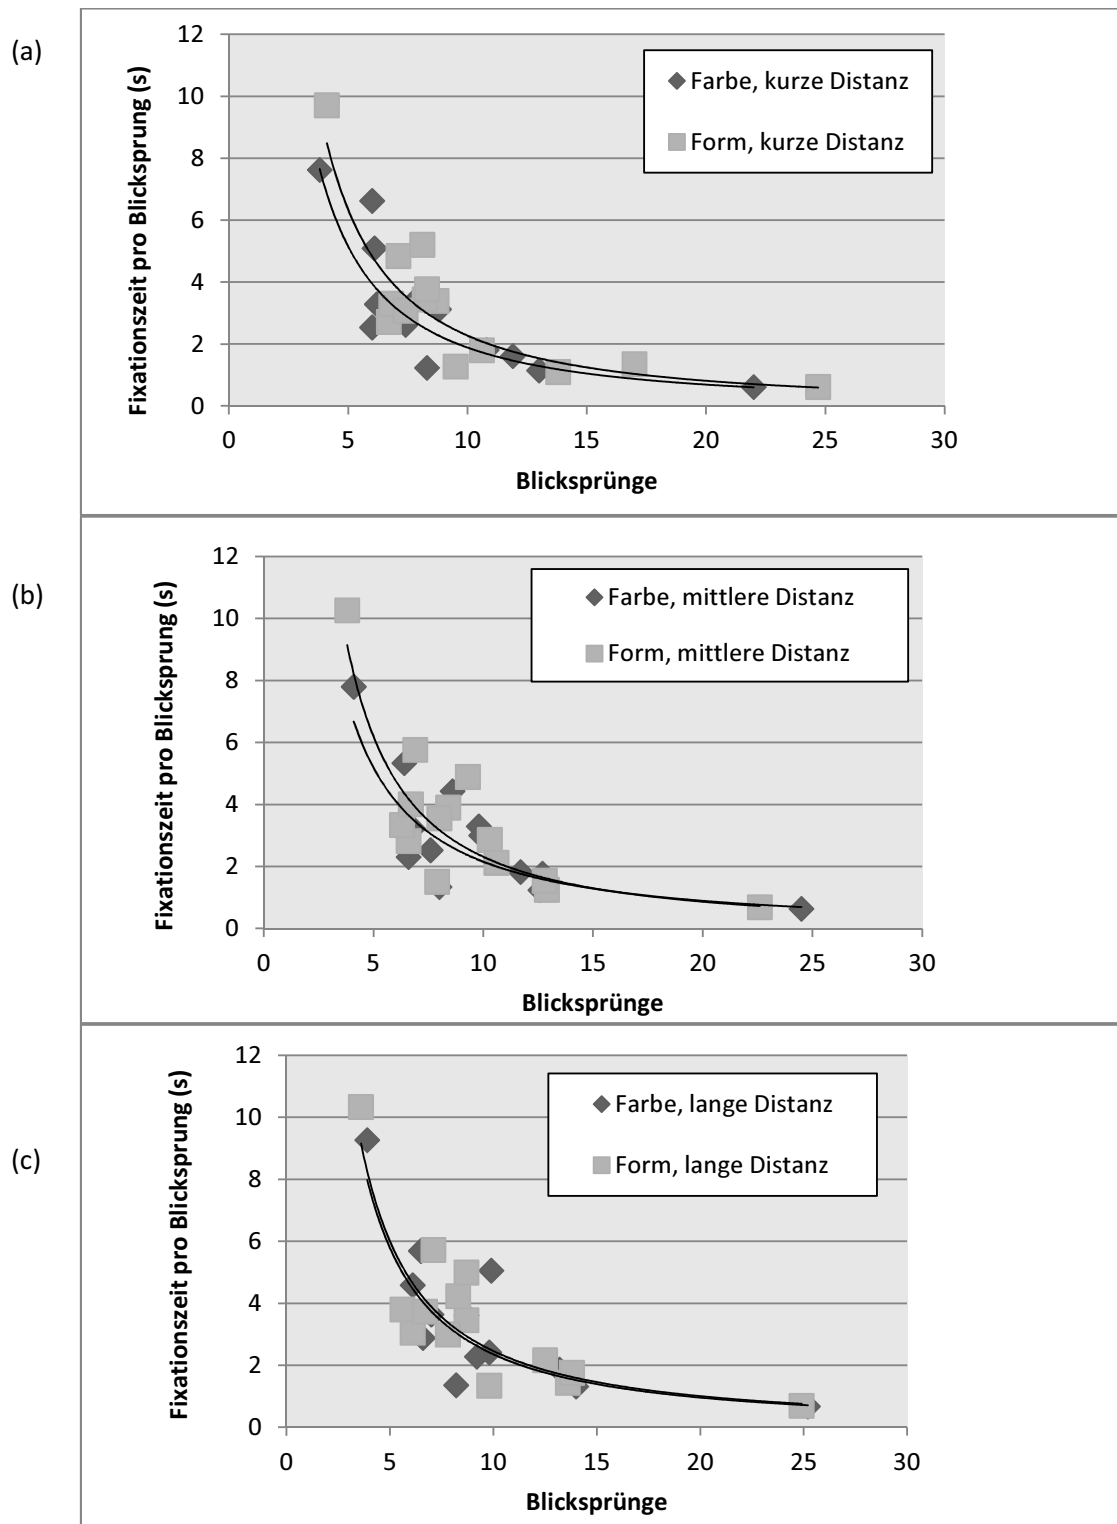 (a)
Fixationszeit pro Blicksprung (s)
12
10
8
6
4
2
0
Farbe, kurze Distanz
Form, kurze Distanz
0 5 10 15 20 25 30
Blicksprünge
(b)
Fixationszeit pro Blicksprung (s)
12
10
8
6
4
2
0
Farbe, mittlere Distanz
Form, mittlere Distanz
0 5 10 15 20 25 30
Blicksprünge
(c)
Fixationszeit pro Blicksprung (s)
12
10
8
6
4
2
0
Farbe, lange Distanz
Form, lange Distanz
0 5 10 15 20 25 30
Blicksprünge